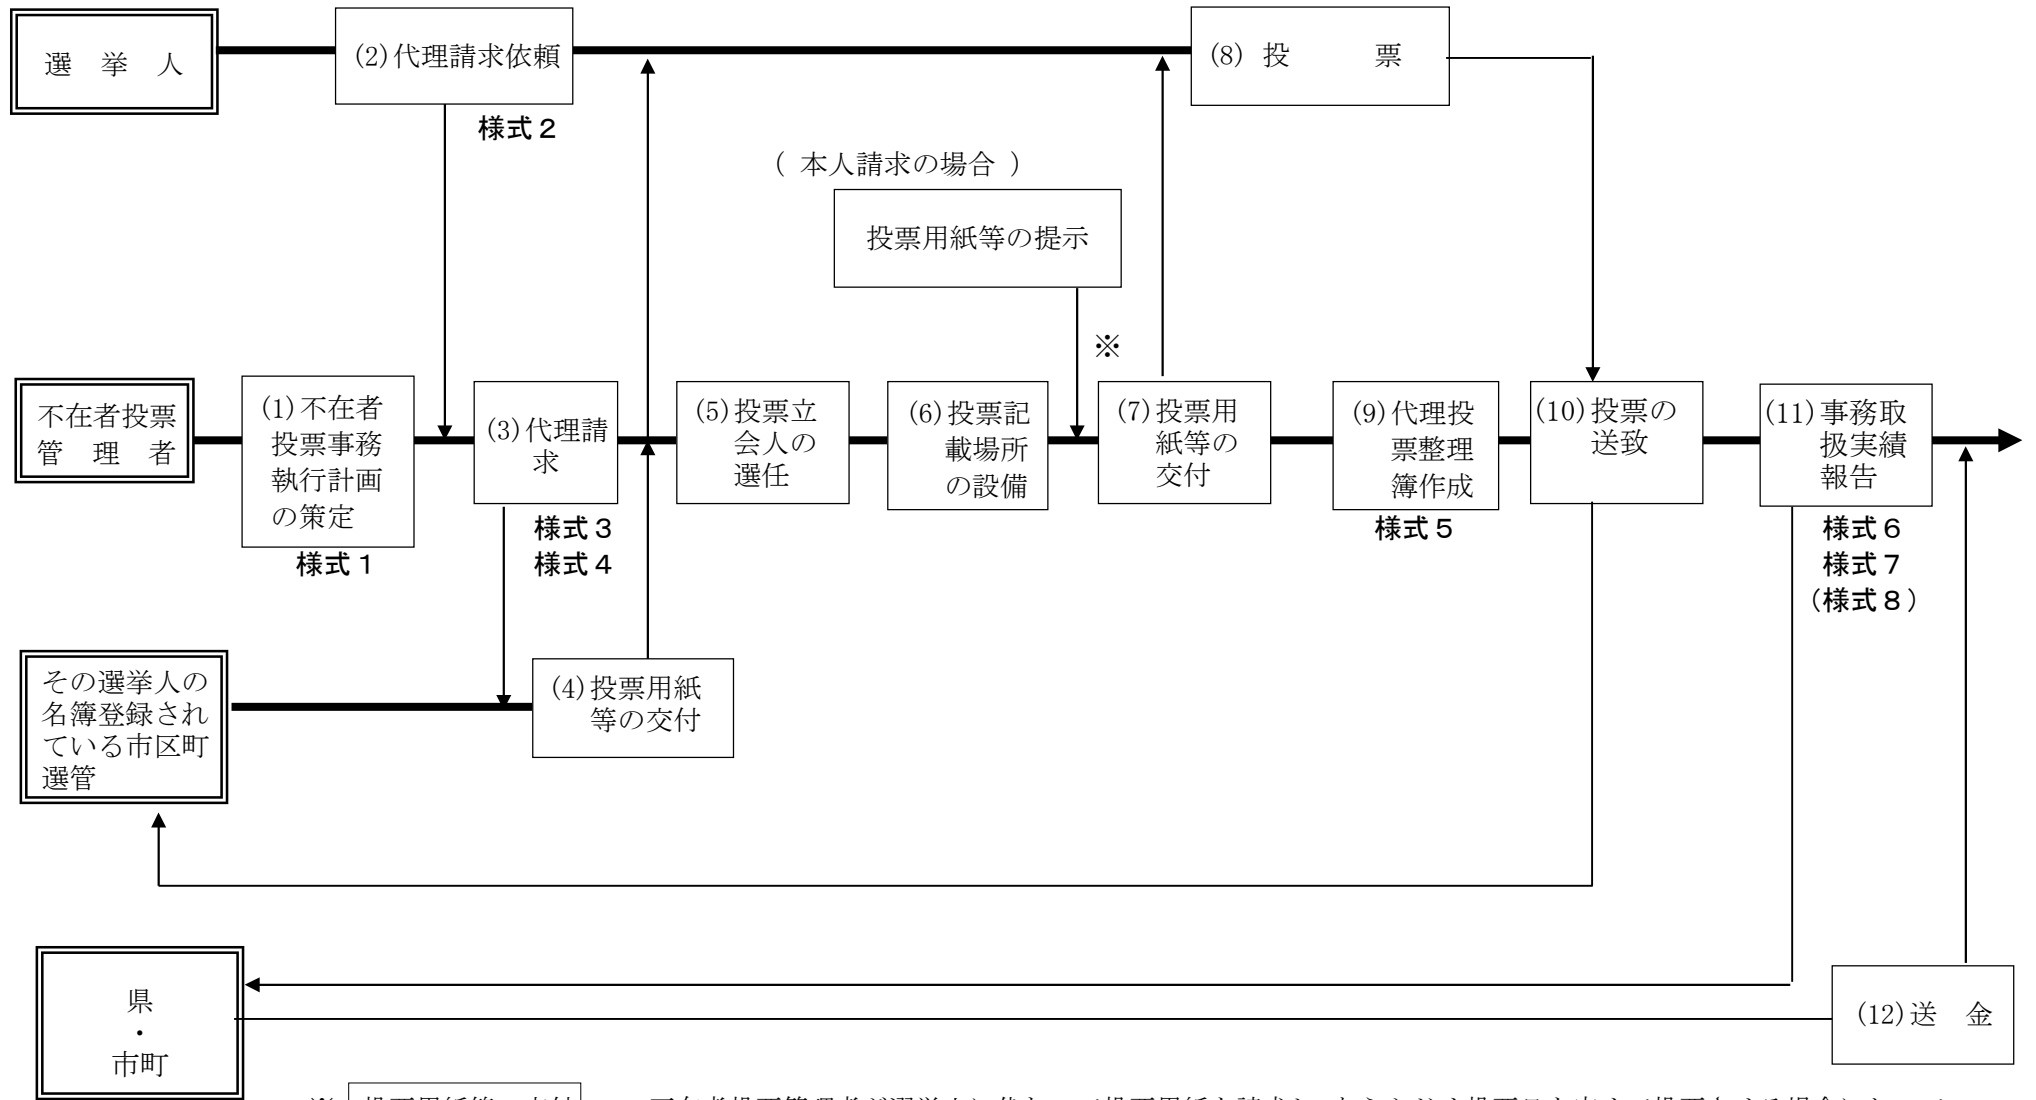 選　挙　人
(2)代理請求依頼
(8) 投　　　票
様式２
( 本人請求の場合 )
投票用紙等の提示
※
不在者投票
管　理　者
(1)不在者
投票事務
執行計画
の策定
様式１
(3)代理請
求
様式３
様式４
(5)投票立
会人の
選任
(6)投票記
載場所
の設備
(7)投票用
紙等の
交付
(9)代理投
票整理
簿作成
様式５
(10)投票の
送致
(11)事務取
扱実績
報告
様式６
様式７
（様式８）
その選挙人の
名簿登録され
ている市区町
選管
(4)投票用紙
等の交付
県
・
市町
(12)送　金